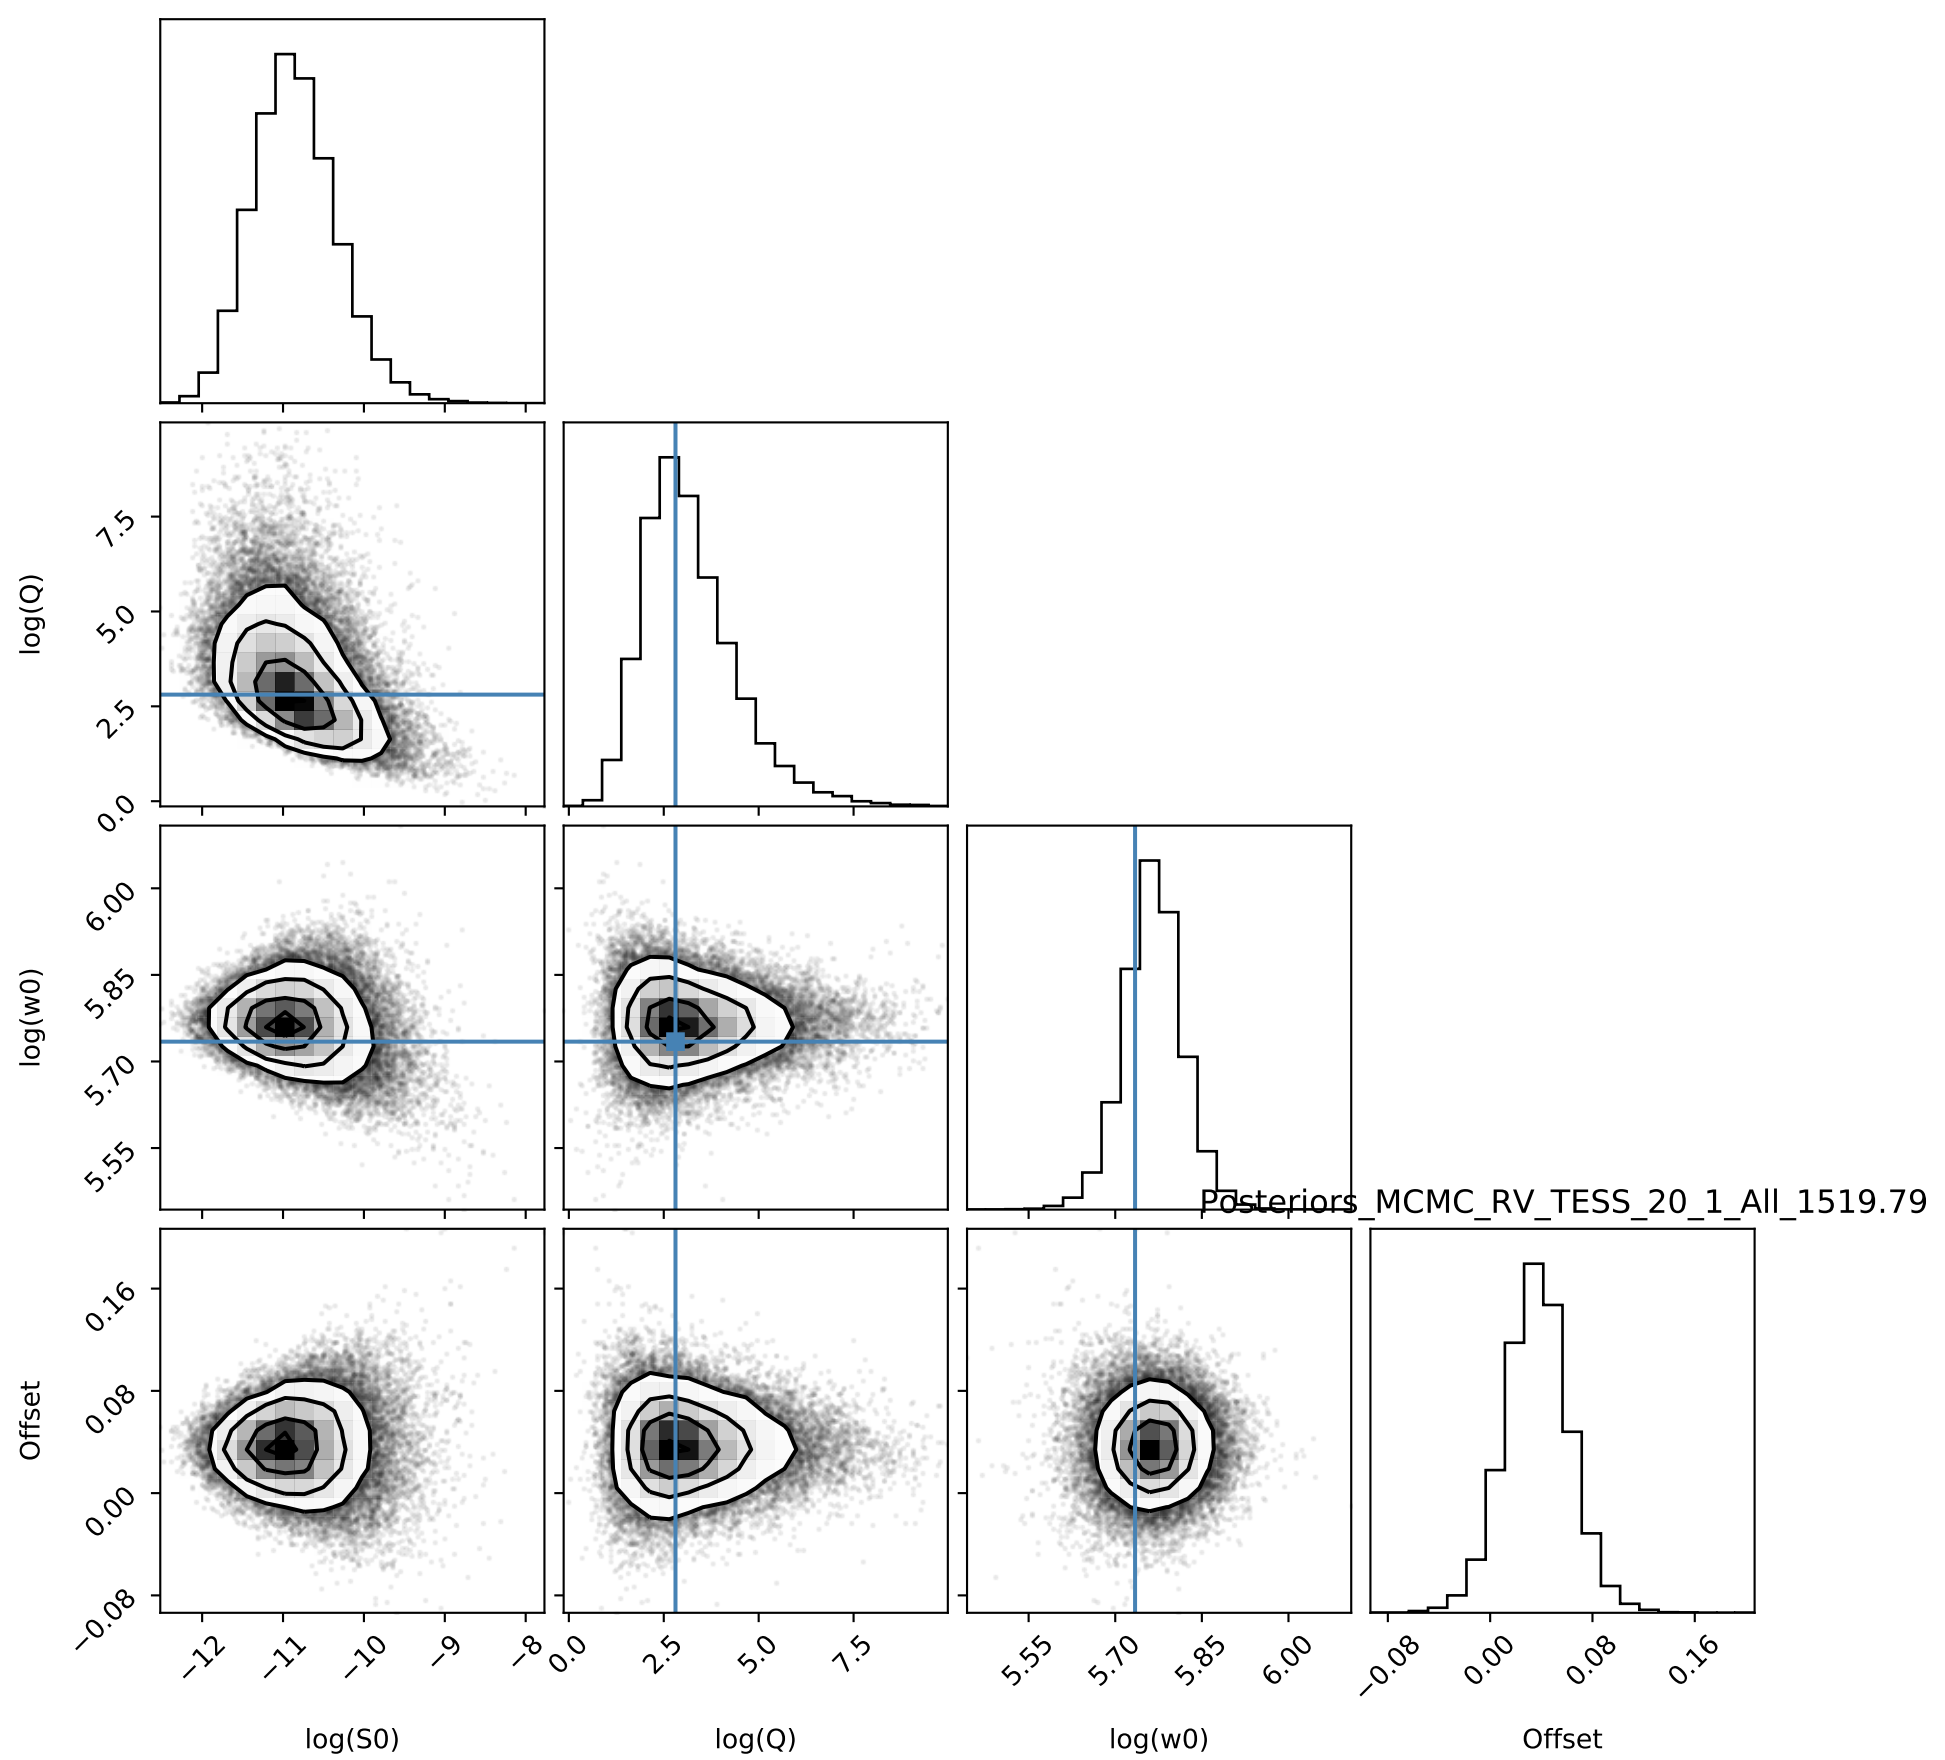 log(Q)
7.5
5.0
2.5
0.0
log(w0)
6.00
5.85
5.70
5.55
Posteriors_MCMC_RV_TESS_20_1_All_1519.79
Offset
0.16
0.08
0.00
−0.08
−12 −11 −10 −9 −8 0.0 2.5 5.0 7.5 5.55 5.70 5.85 6.00 −0.08 0.00 0.08 0.16
log(S0) log(Q) log(w0) Offset